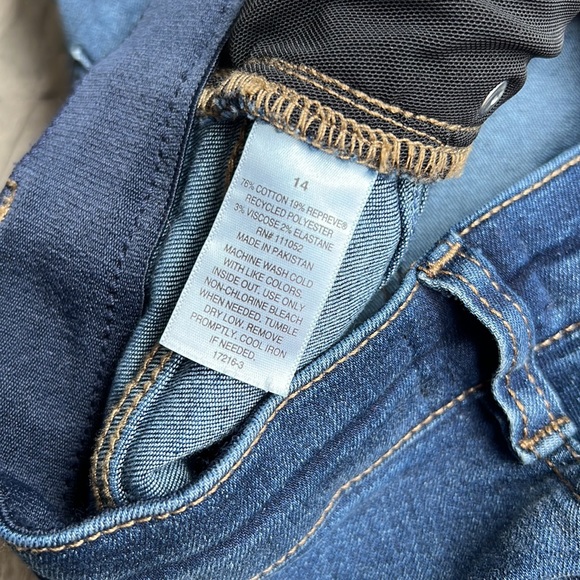 14
76% COTTON 19% REPREVE®
RECYCLED POLYESTER
3% VISCOSE 2% ELASTANE
RN# 111052
MADE IN PAKISTAN
MACHINE WASH COLD
WITH LIKE COLORS,
INSIDE OUT. USE ONLY
NON-CHLORINE BLEACH
WHEN NEEDED. TUMBLE
DRY LOW, REMOVE
PROMPTLY, COOL IRON
IF NEEDED.
17216-3